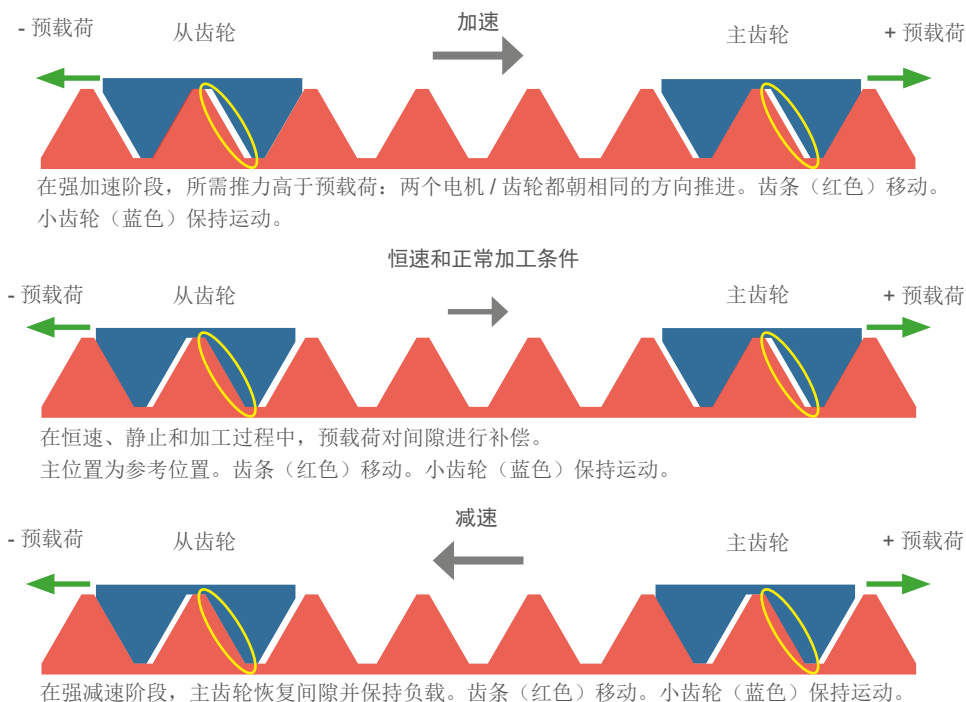 加速
- 预载荷 从齿轮 主齿轮 + 预载荷
在强加速阶段，所需推力高于预载荷：两个电机 / 齿轮都朝相同的方向推进。齿条（红色）移动。
小齿轮（蓝色）保持运动。
恒速和正常加工条件
- 预载荷 从齿轮 主齿轮 + 预载荷
在恒速、静止和加工过程中，预载荷对间隙进行补偿。
主位置为参考位置。齿条（红色）移动。小齿轮（蓝色）保持运动。
减速
- 预载荷 从齿轮 主齿轮 + 预载荷
在强减速阶段，主齿轮恢复间隙并保持负载。齿条（红色）移动。小齿轮（蓝色）保持运动。